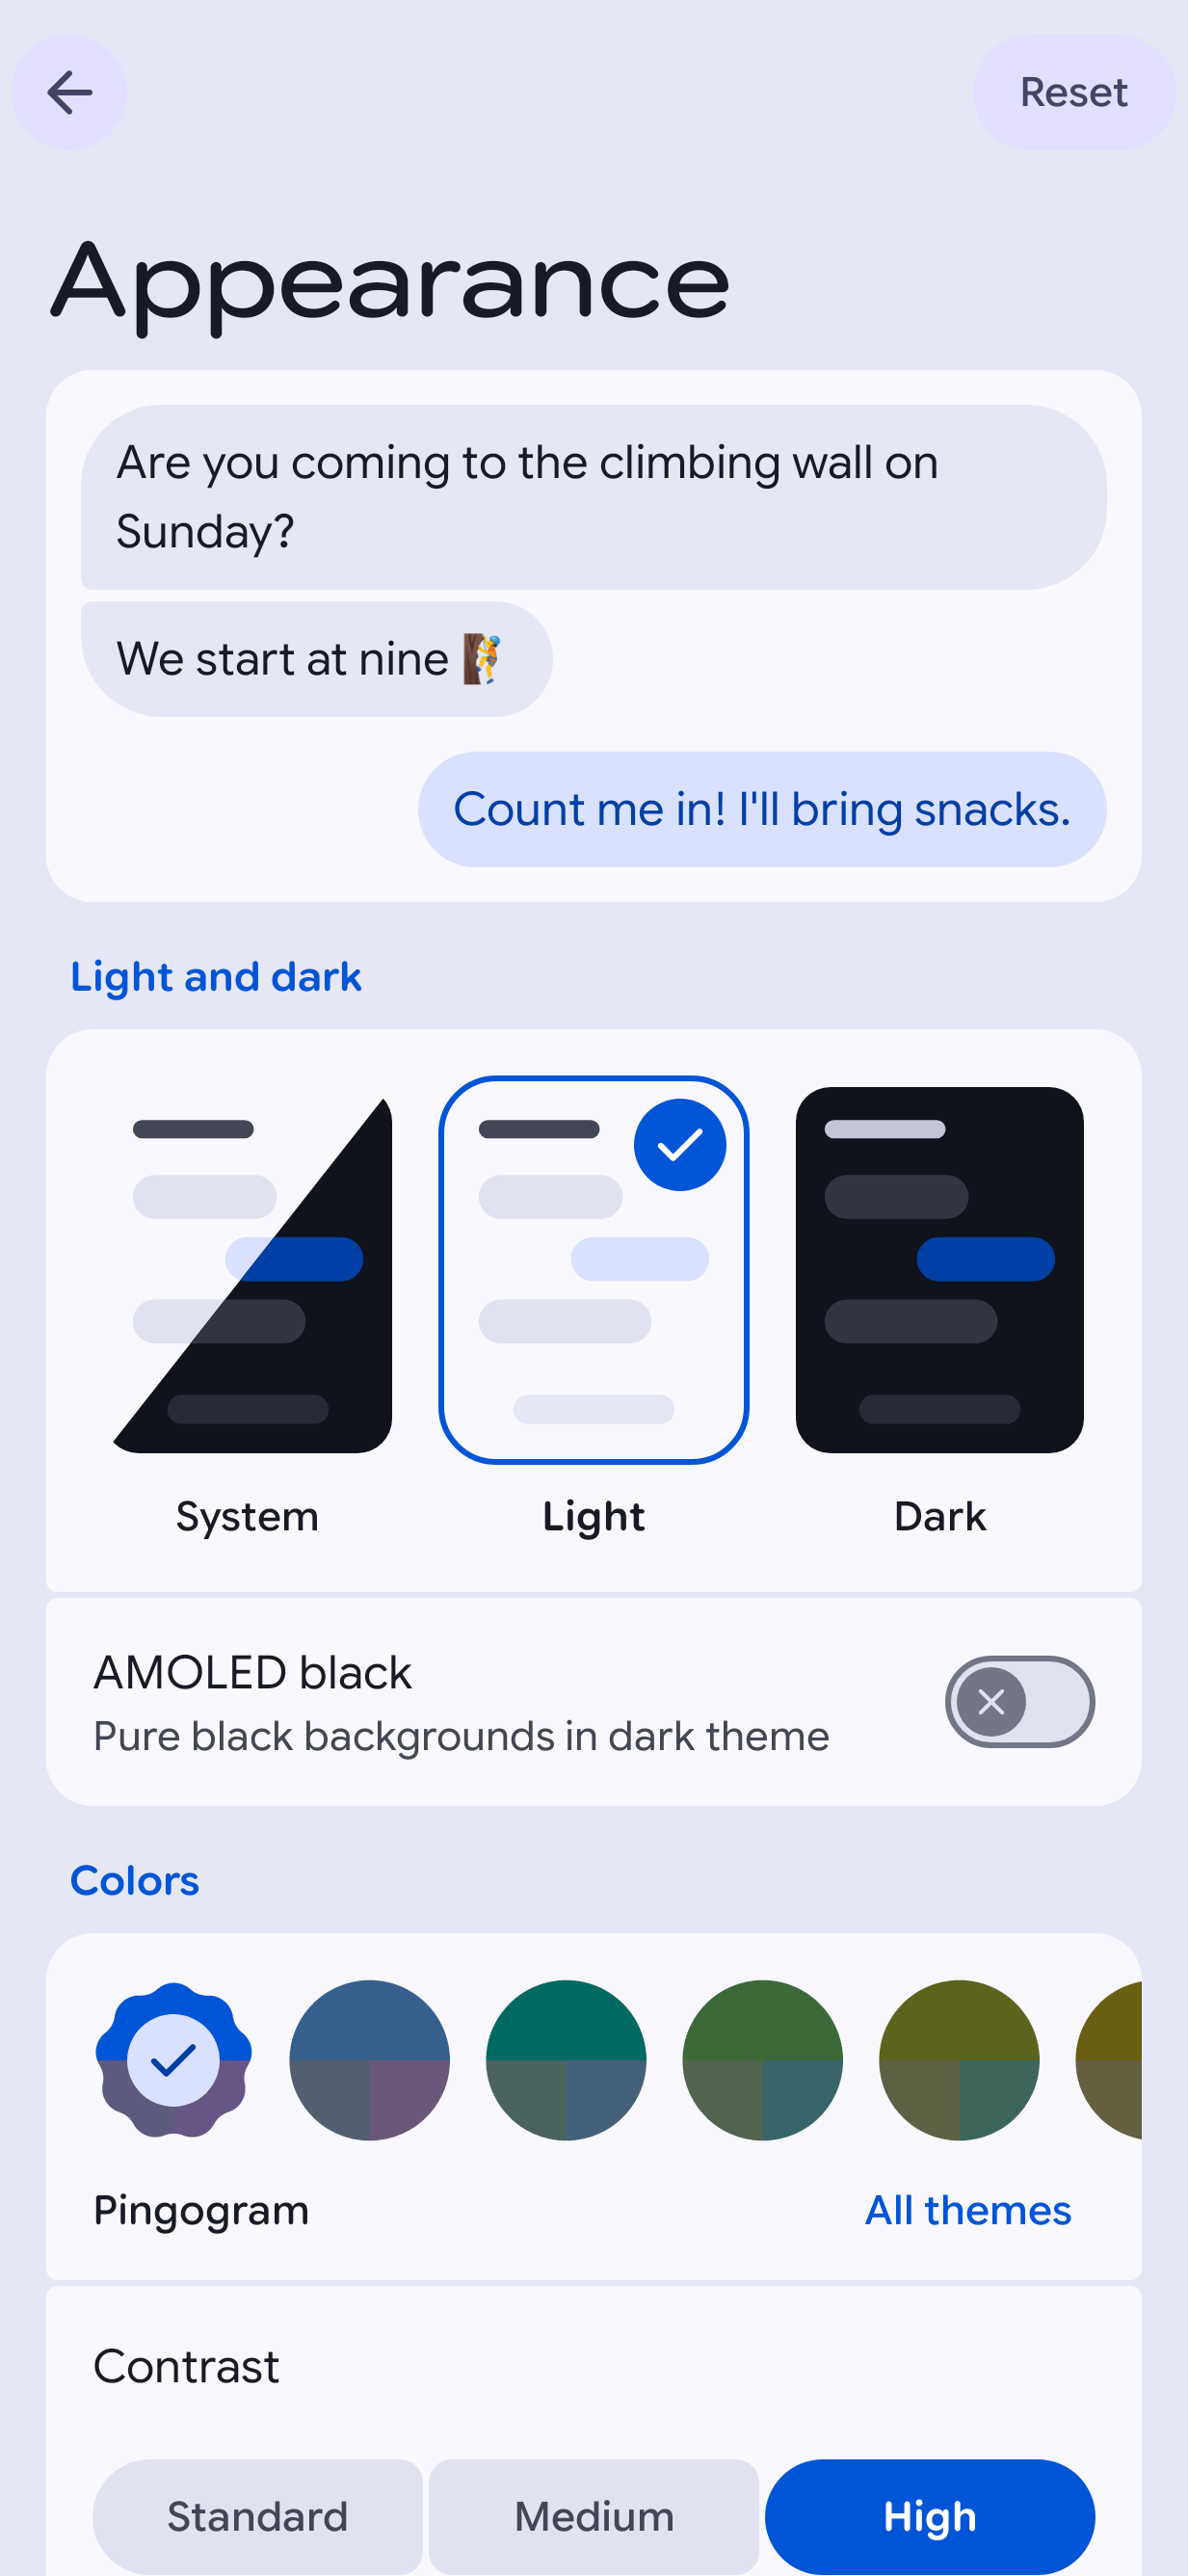 Reset
Appearance
Are you coming to the climbing wall on
Sunday?
We start at nine 🧗
Count me in! I'll bring snacks.
Light and dark
System
Light
Dark
AMOLED black
Pure black backgrounds in dark theme
Colors
Pingogram
All themes
Contrast
Standard
Medium
High